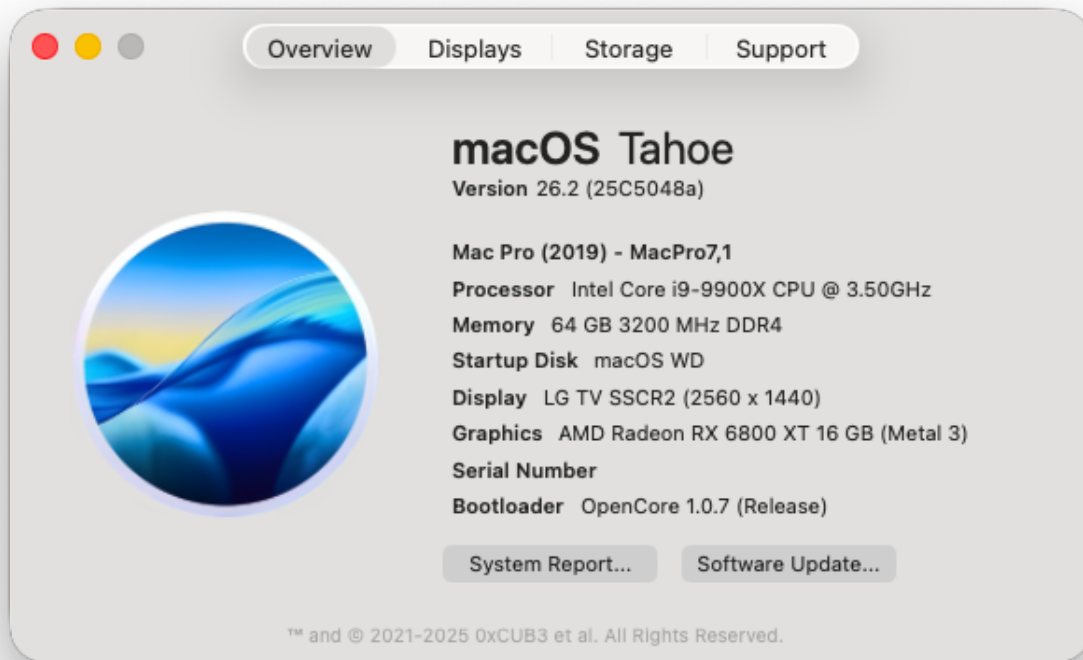 Overview Displays Storage Support
macOS Tahoe
Version 26.2 (25C5048a)
Mac Pro (2019) - MacPro7,1
Processor Intel Core i9-9900X CPU @ 3.50GHz
Memory 64 GB 3200 MHz DDR4
Startup Disk macOS WD
Display LG TV SSCR2 (2560 x 1440)
Graphics AMD Radeon RX 6800 XT 16 GB (Metal 3)
Serial Number
Bootloader OpenCore 1.0.7 (Release)
System Report... Software Update...
™ and © 2021-2025 0xCUB3 et al. All Rights Reserved.